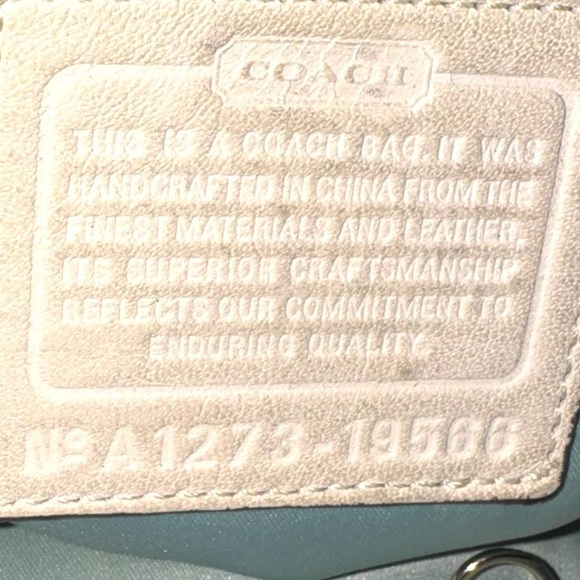 COACH
THIS IS A COACH BAG. IT WAS
HANDCRAFTED IN CHINA FROM THE
FINEST MATERIALS AND LEATHER.
ITS SUPERIOR CRAFTSMANSHIP
REFLECTS OUR COMMITMENT TO
ENDURING QUALITY.
Nº A1273-19566